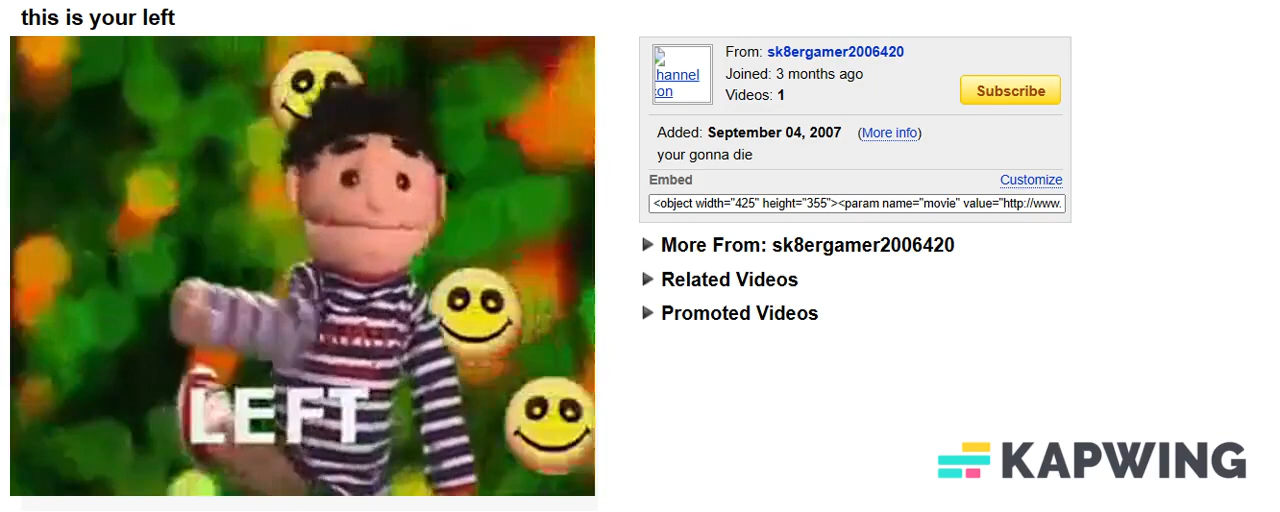 this is your left
LEFT
hannel
con
From: sk8ergamer2006420
Joined: 3 months ago
Videos: 1
Subscribe
Added: September 04, 2007 (More info)
your gonna die
Embed Customize
<object width="425" height="355"><param name="movie" value="http://www.
More From: sk8ergamer2006420
Related Videos
Promoted Videos
KAPWING